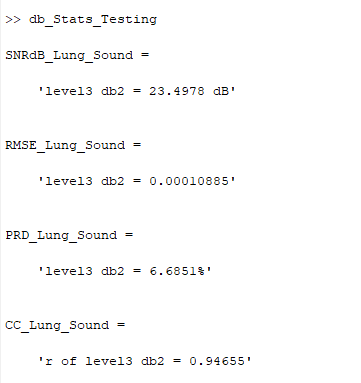 >> db_Stats_Testing
SNRdB_Lung_Sound =
'level3 db2 = 23.4978 dB'
RMSE_Lung_Sound =
'level3 db2 = 0.00010885'
PRD_Lung_Sound =
'level3 db2 = 6.6851%'
CC_Lung_Sound =
'r of level3 db2 = 0.94655'